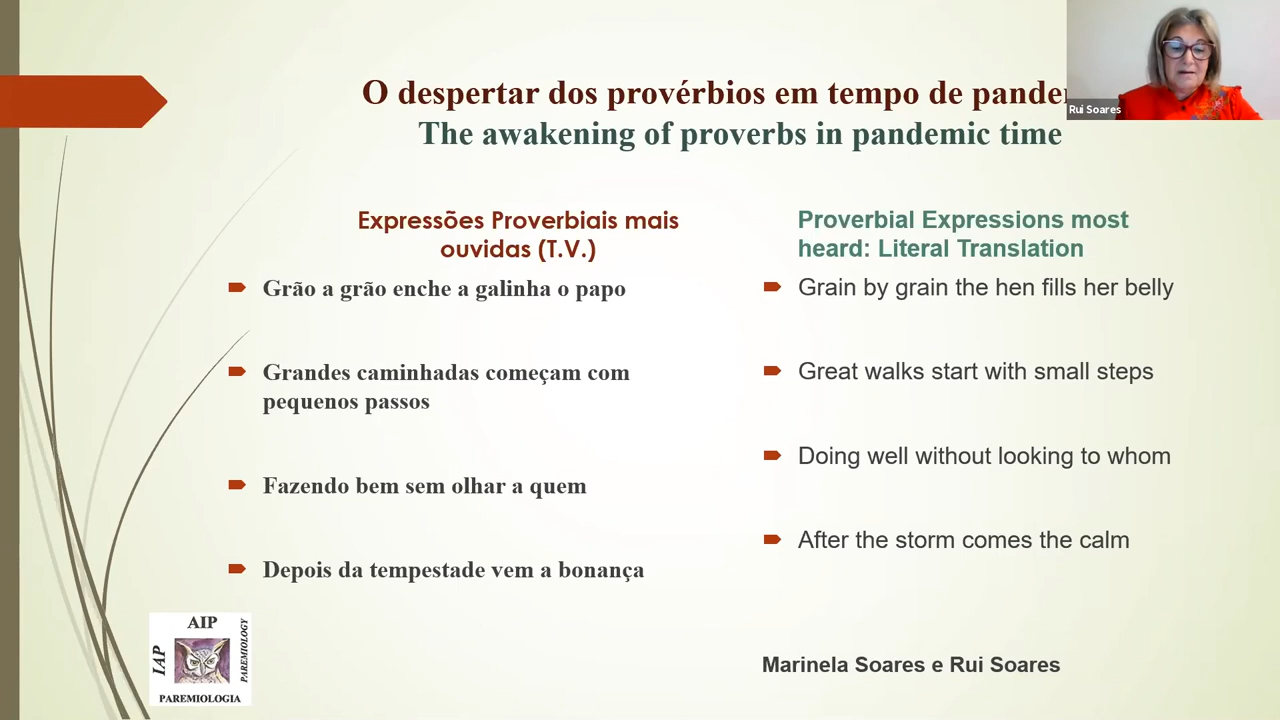 O despertar dos provérbios em tempo de
The awakening of proverbs in pandemic time
Rui Soares
Expressões Proverbiais mais
ouvidas (T.V.)
Grão a grão enche a galinha o papo
Grandes caminhadas começam com
pequenos passos
Fazendo bem sem olhar a quem
Depois da tempestade vem a bonança
Proverbial Expressions most
heard: Literal Translation
Grain by grain the hen fills her belly
Great walks start with small steps
Doing well without looking to whom
After the storm comes the calm
Marinela Soares e Rui Soares
AIP
IAP
PAREMIOLOGY
PAREMIOLOGIA